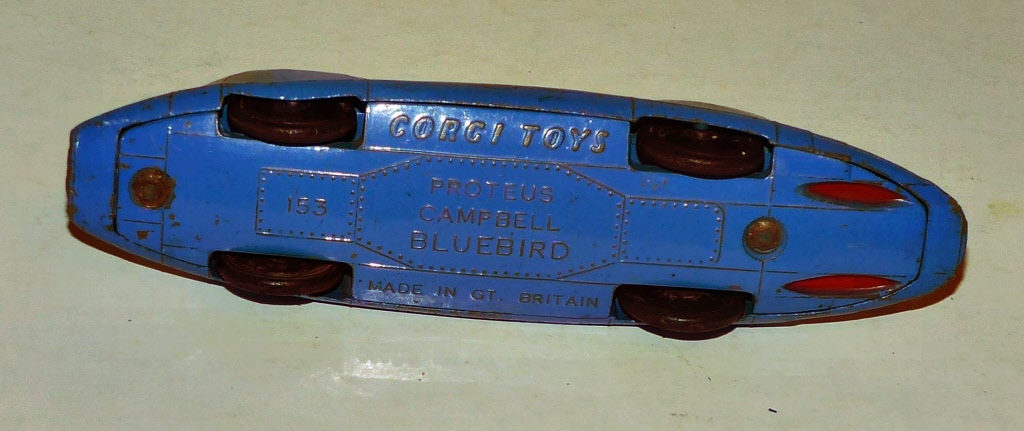 CORGI TOYS
153
PROTEUS
CAMPBELL
BLUEBIRD
MADE IN GT. BRITAIN